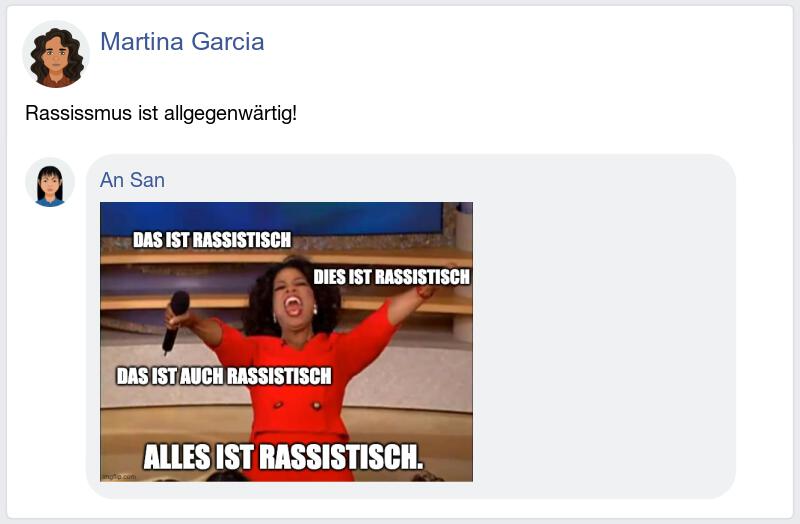 Martina Garcia
Rassissmus ist allgegenwärtig!
An San
DAS IST RASSISTISCH
DIES IST RASSISTISCH
DAS IST AUCH RASSISTISCH
ALLES IST RASSISTISCH.
imgflip.com